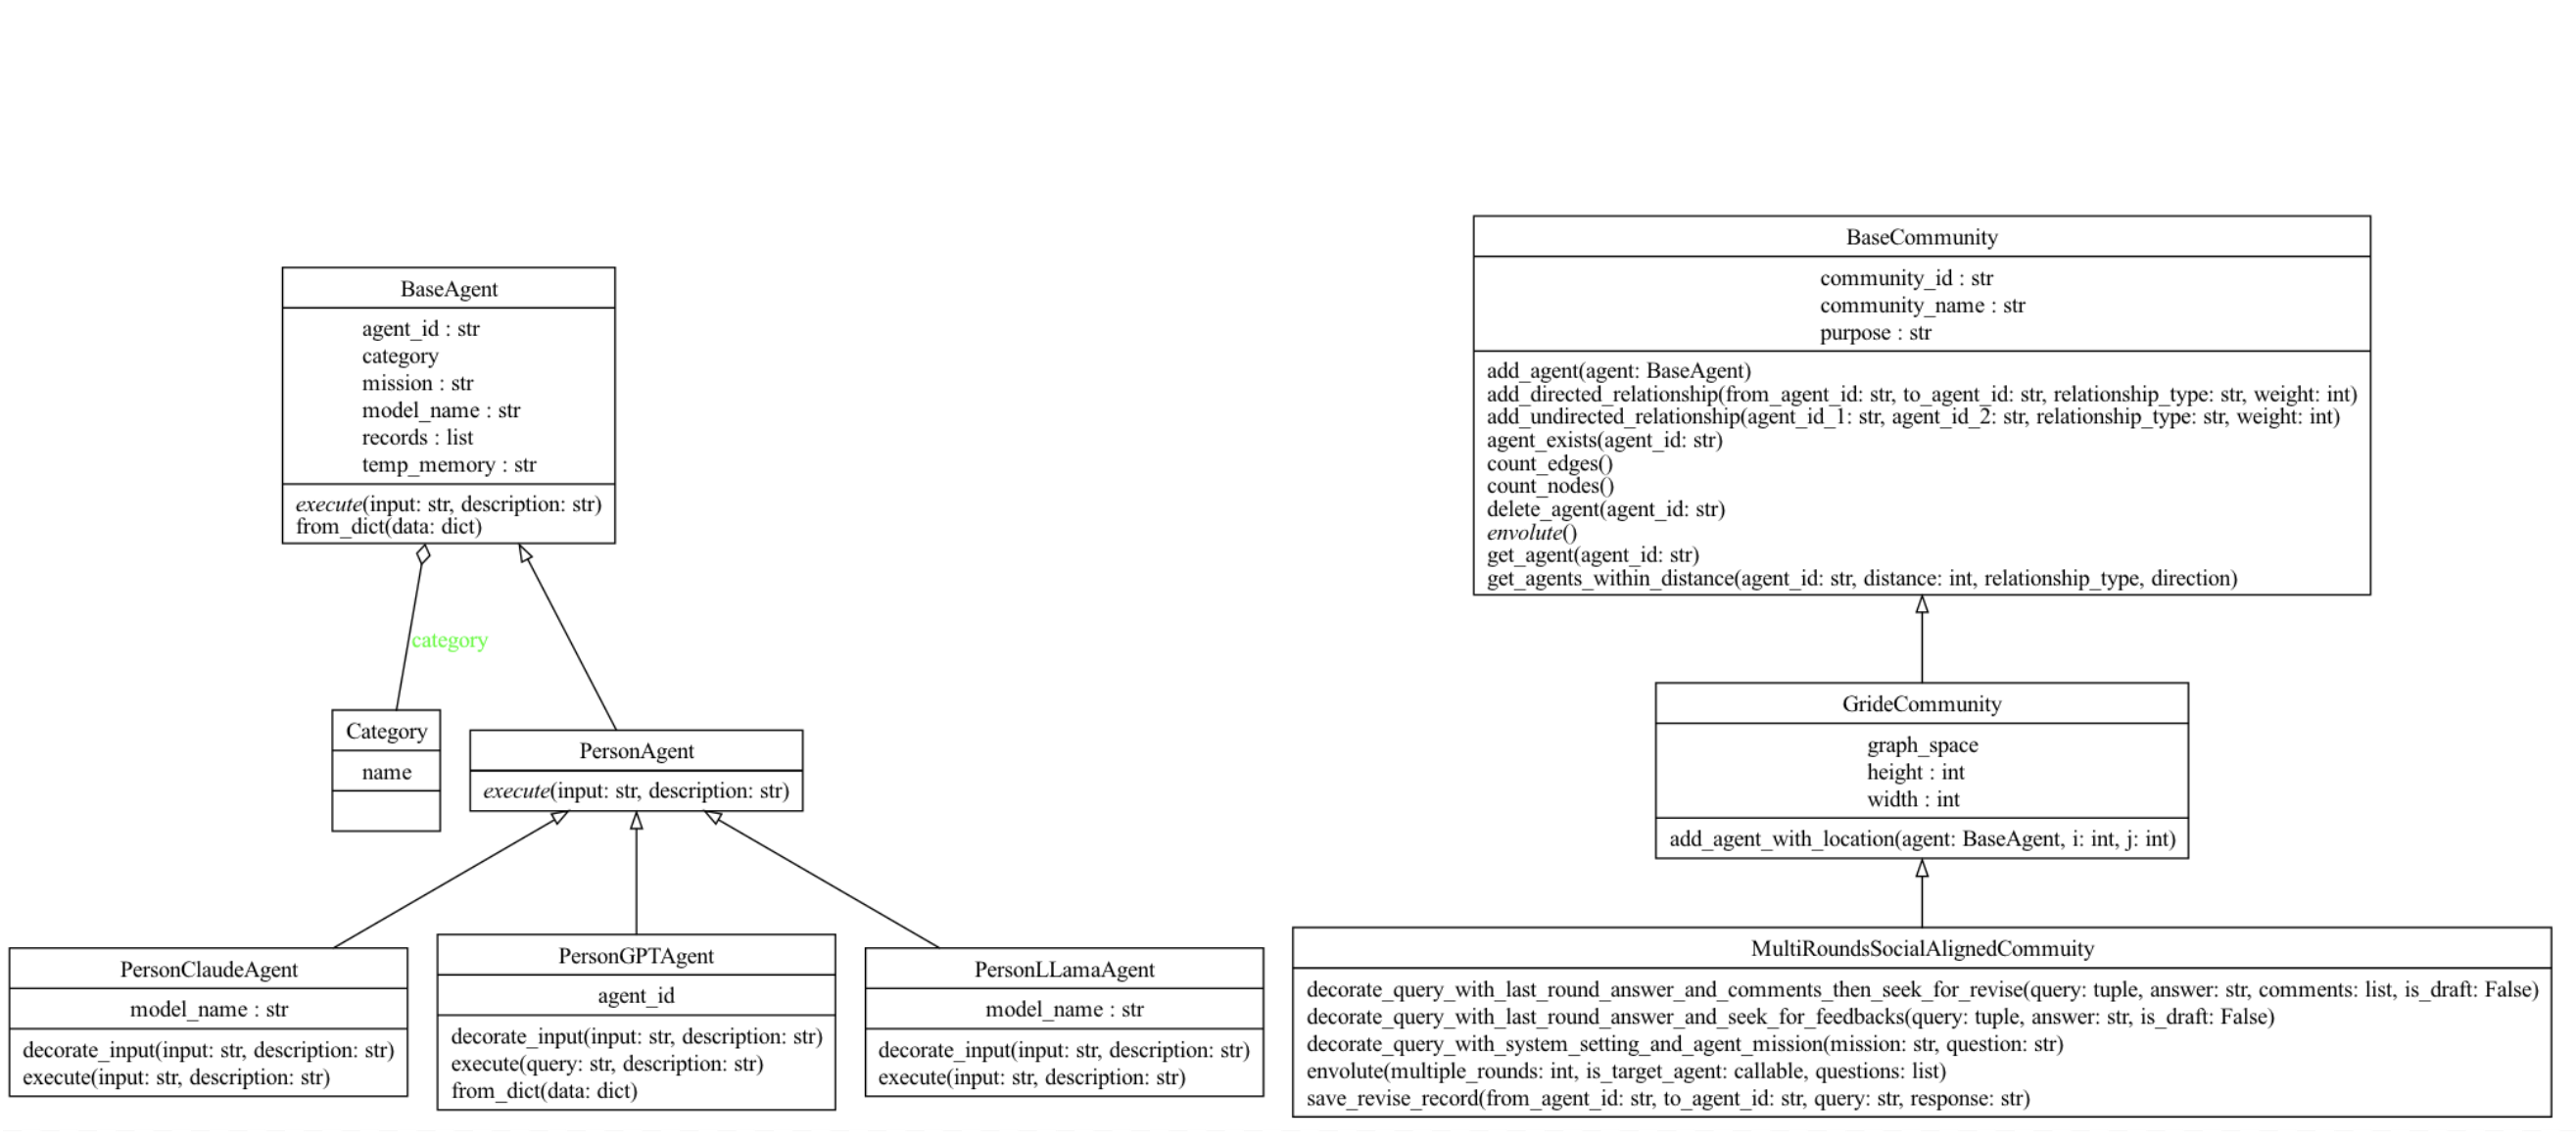 BaseAgent
agent_id : str
category
mission : str
model_name : str
records : list
temp_memory : str
execute(input: str, description: str)
from_dict(data: dict)
category
Category
name
PersonAgent
execute(input: str, description: str)
PersonClaudeAgent
model_name : str
decorate_input(input: str, description: str)
execute(input: str, description: str)
PersonGPTAgent
agent_id
decorate_input(input: str, description: str)
execute(query: str, description: str)
from_dict(data: dict)
PersonLLamaAgent
model_name : str
decorate_input(input: str, description: str)
execute(input: str, description: str)
BaseCommunity
community_id : str
community_name : str
purpose : str
add_agent(agent: BaseAgent)
add_directed_relationship(from_agent_id: str, to_agent_id: str, relationship_type: str, weight: int)
add_undirected_relationship(agent_id_1: str, agent_id_2: str, relationship_type: str, weight: int)
agent_exists(agent_id: str)
count_edges()
count_nodes()
delete_agent(agent_id: str)
envolute()
get_agent(agent_id: str)
get_agents_within_distance(agent_id: str, distance: int, relationship_type, direction)
GrideCommunity
graph_space
height : int
width : int
add_agent_with_location(agent: BaseAgent, i: int, j: int)
MultiRoundsSocialAlignedCommuity
decorate_query_with_last_round_answer_and_comments_then_seek_for_revise(query: tuple, answer: str, comments: list, is_draft: False)
decorate_query_with_last_round_answer_and_seek_for_feedbacks(query: tuple, answer: str, is_draft: False)
decorate_query_with_system_setting_and_agent_mission(mission: str, question: str)
envolute(multiple_rounds: int, is_target_agent: callable, questions: list)
save_revise_record(from_agent_id: str, to_agent_id: str, query: str, response: str)